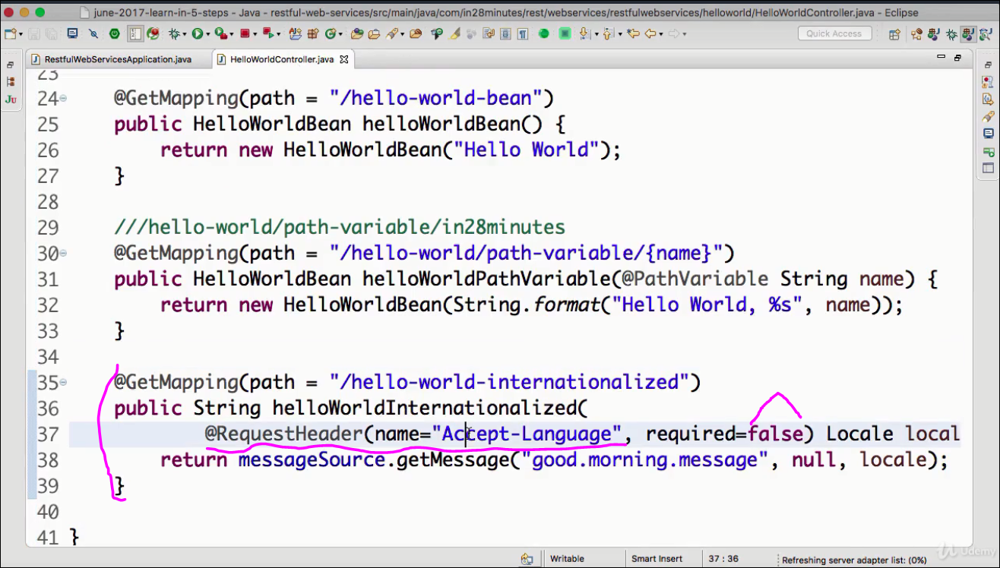 june-2017-learn-in-5-steps - Java - restful-web-services/src/main/java/com/in28minutes/rest/webservices/restfulwebservices/helloworld/HelloWorldController.java - Eclipse
Quick Access
RestfulWebServicesApplication.java HelloWorldController.java
23
24 @GetMapping(path = "/hello-world-bean")
25 public HelloWorldBean helloWorldBean() {
26 return new HelloWorldBean("Hello World");
27 }
28
29 ///hello-world/path-variable/in28minutes
30 @GetMapping(path = "/hello-world/path-variable/{name}")
31 public HelloWorldBean helloWorldPathVariable(@PathVariable String name) {
32 return new HelloWorldBean(String.format("Hello World, %s", name));
33 }
34
35 @GetMapping(path = "/hello-world-internationalized")
36 public String helloWorldInternationalized(
37 @RequestHeader(name="Accept-Language", required=false) Locale local
38 return messageSource.getMessage("good.morning.message", null, locale);
39 }
40
41 }
Writable Smart Insert 37 : 36 Refreshing server adapter list: (0%)
Udemy